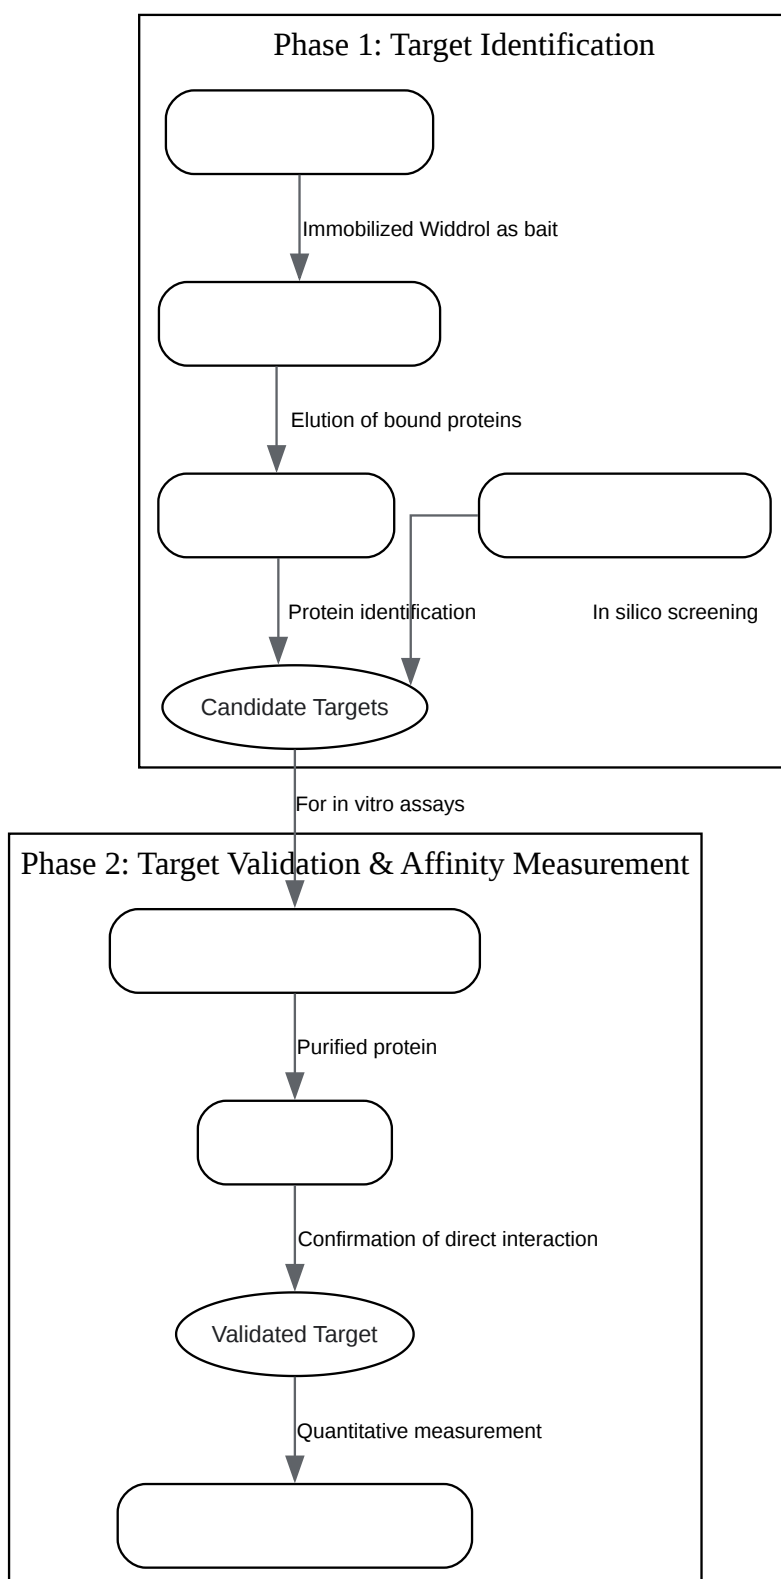 Phase 1: Target Identification
Immobilized Widdrol as bait
Elution of bound proteins
Protein identification
In silico screening
Candidate Targets
For in vitro assays
Phase 2: Target Validation & Affinity Measurement
Purified protein
Confirmation of direct interaction
Validated Target
Quantitative measurement